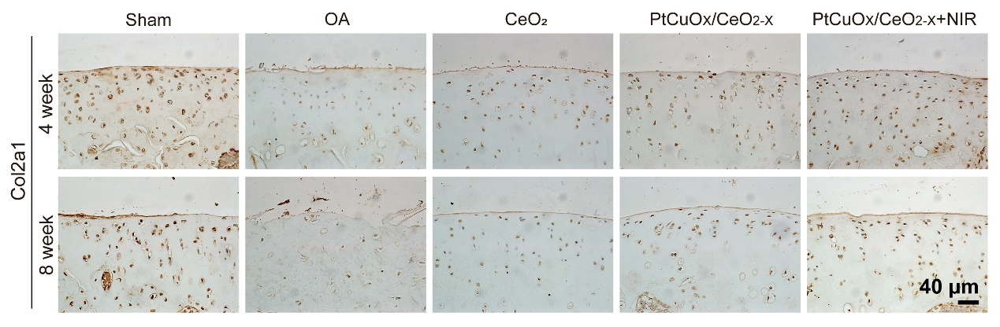 Sham OA CeO₂ PtCuOx/CeO₂-x PtCuOx/CeO₂-x+NIR
Col2a1
4 week
8 week
40 μm